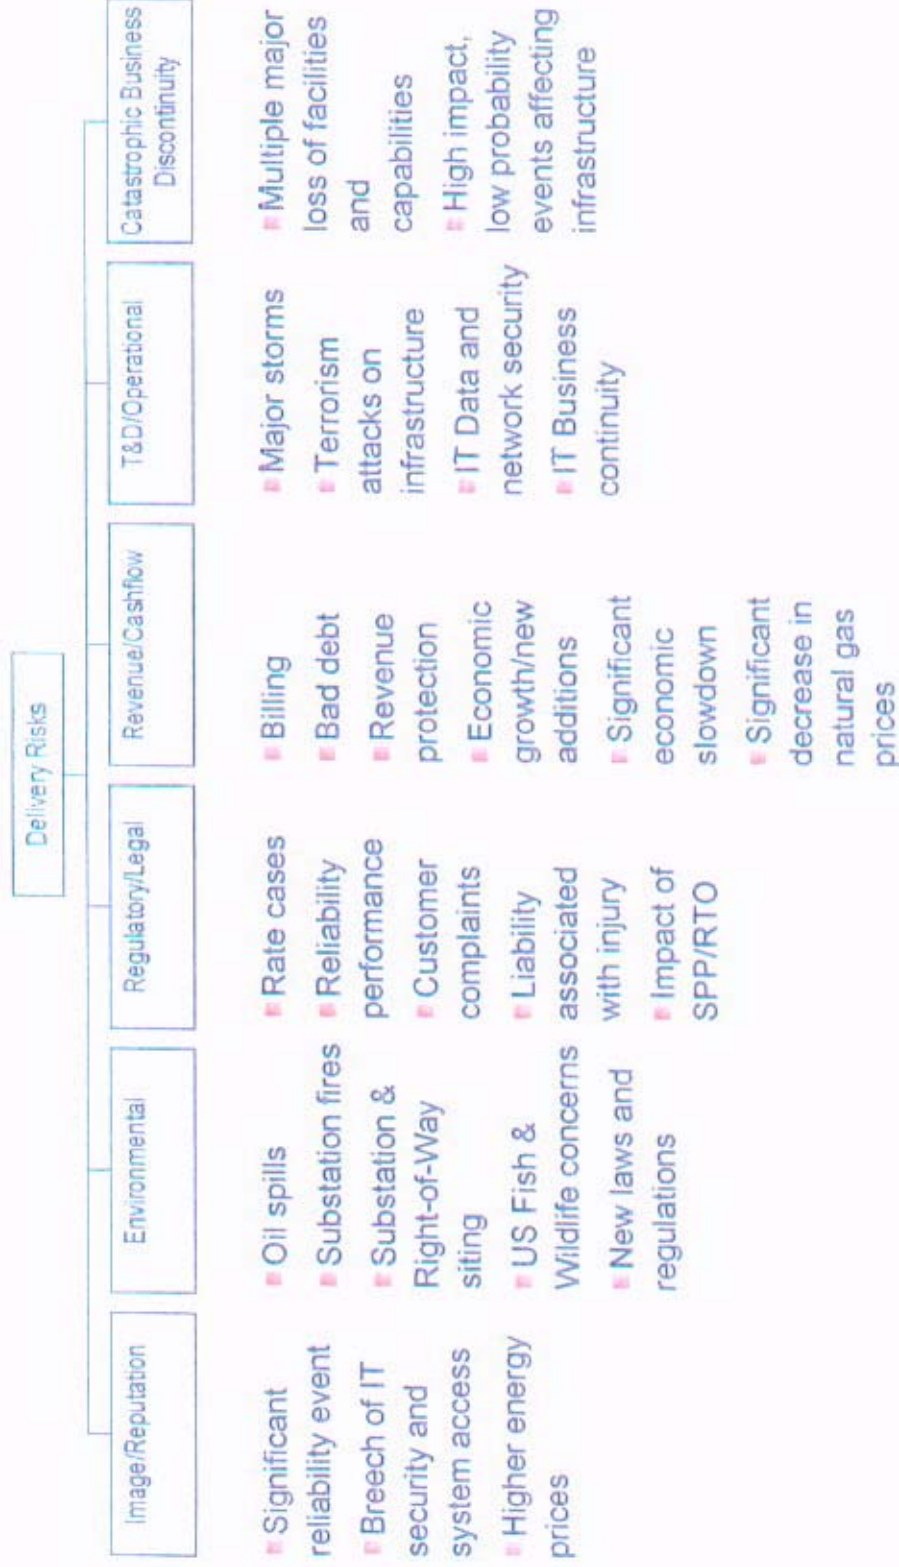 Delivery Risks
Image/Reputation
Environmental
Regulatory/Legal
Revenue/Cashflow
T&D/Operational
Catastrophic Business
Discontinuity
Significant
reliability event
Breech of IT
security and
system access
Higher energy
prices
Oil spills
Substation fires
Substation &
Right-of-Way
siting
US Fish &
Wildlife concerns
New laws and
regulations
Rate cases
Reliability
performance
Customer
complaints
Liability
associated
with injury
Impact of
SPP/RTO
Billing
Bad debt
Revenue
protection
Economic
growth/new
additions
Significant
economic
slowdown
Significant
decrease in
natural gas
prices
Major storms
Terrorism
attacks on
infrastructure
IT Data and
network security
IT Business
continuity
Multiple major
loss of facilities
and
capabilities
High impact,
low probability
events affecting
infrastructure